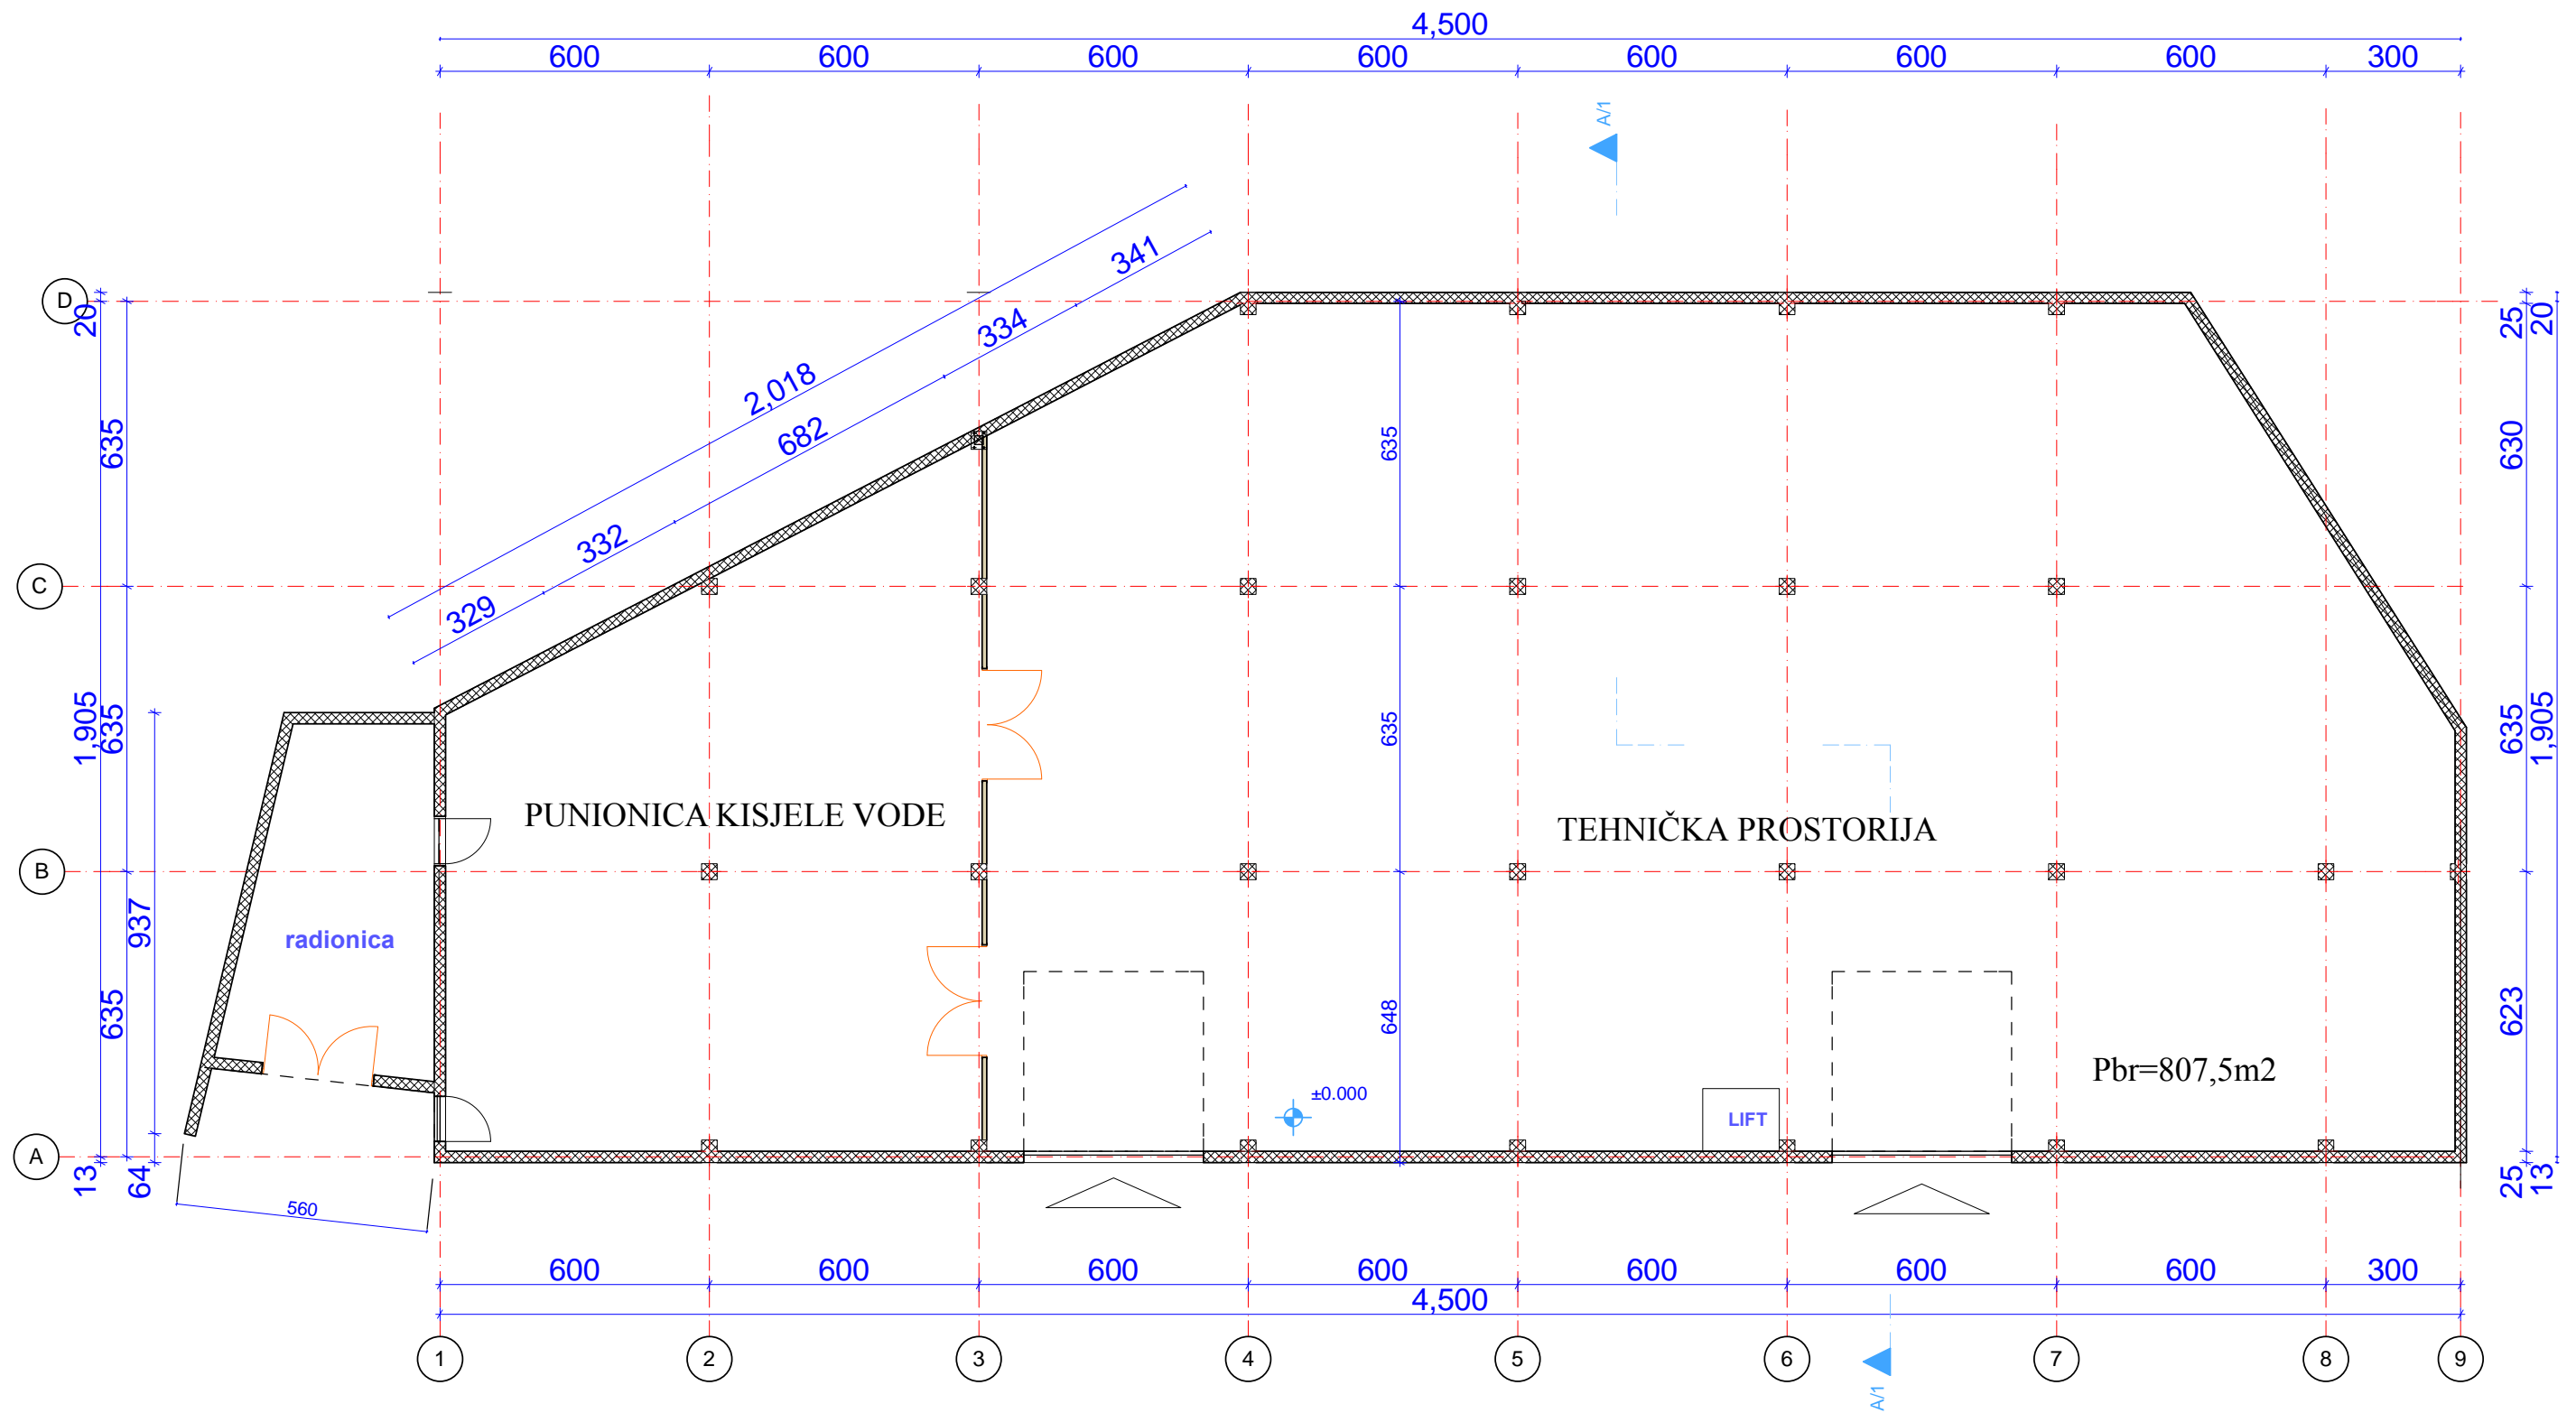 4,500
600 600 600 600 600 600 600 300
A/1
D
20
341
334
25
20
2,018
682
635
635
630
332
C
329
1,905
635
635
635
1,905
PUNIONICA KISJELE VODE
TEHNIČKA PROSTORIJA
B
937
radionica
635
648
623
Pbr=807,5m2
±0.000
LIFT
A
13
64
25
13
560
600 600 600 600 600 600 600 300
4,500
1 2 3 4 5 6 7 8 9
A/1